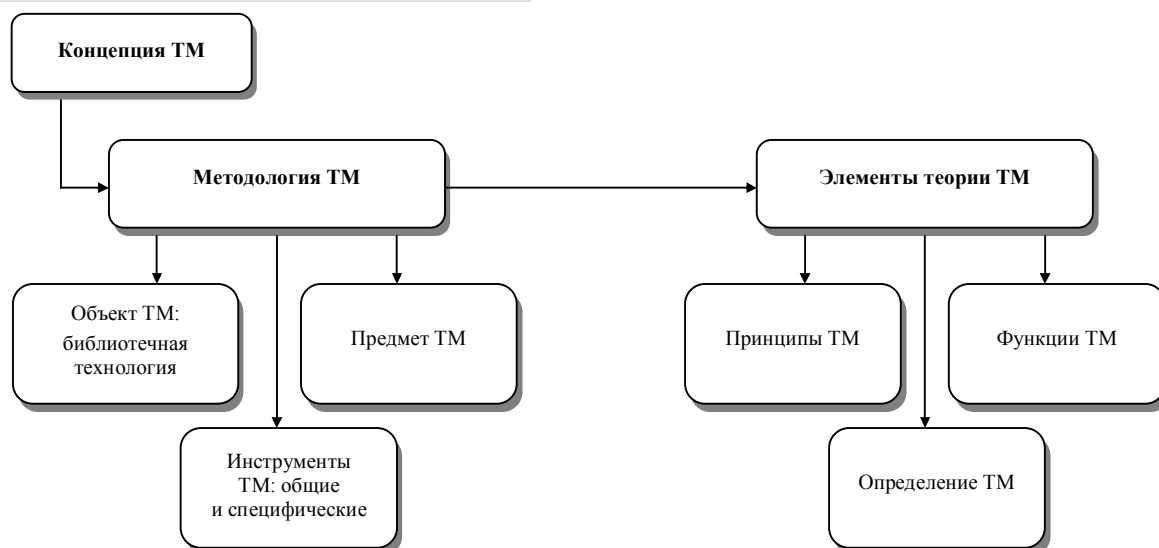 Концепция ТМ
Методология ТМ
Элементы теории ТМ
Объект ТМ:
библиотечная
технология
Предмет ТМ
Принципы ТМ
Функции ТМ
Инструменты
ТМ: общие
и специфические
Определение ТМ